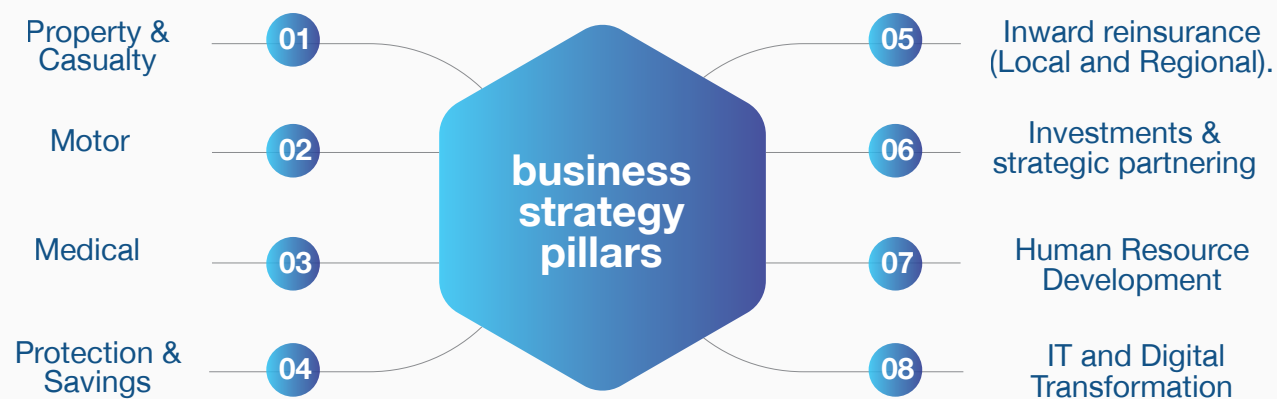 Property &
Casualty
01
Motor
02
Medical
03
Protection &
Savings
04
business
strategy
pillars
05
Inward reinsurance
(Local and Regional).
06
Investments &
strategic partnering
07
Human Resource
Development
08
IT and Digital
Transformation